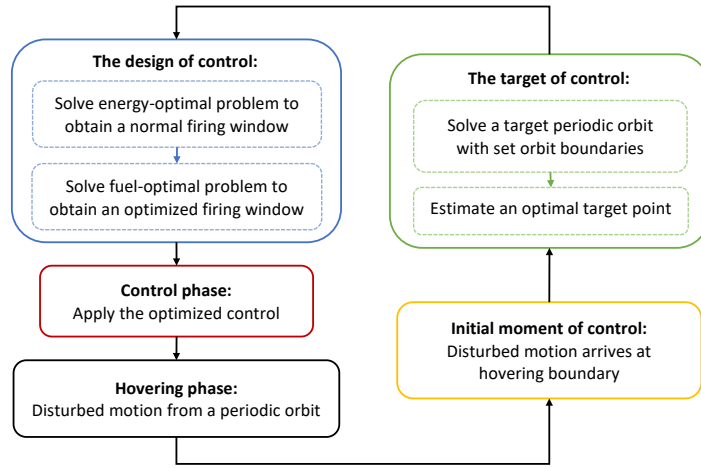 The design of control:
Solve energy-optimal problem to
obtain a normal firing window
Solve fuel-optimal problem to
obtain an optimized firing window
Control phase:
Apply the optimized control
Hovering phase:
Disturbed motion from a periodic orbit
The target of control:
Solve a target periodic orbit
with set orbit boundaries
Estimate an optimal target point
Initial moment of control:
Disturbed motion arrives at
hovering boundary